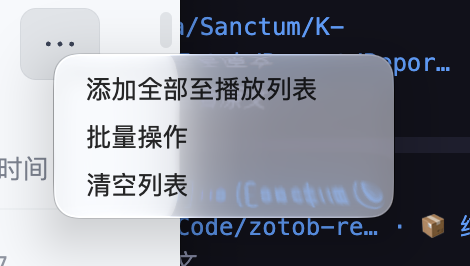 a/Sanctum/K-
添加全部至播放列表
批量操作
时间
清空列表
Code/zotob-re… · 📦